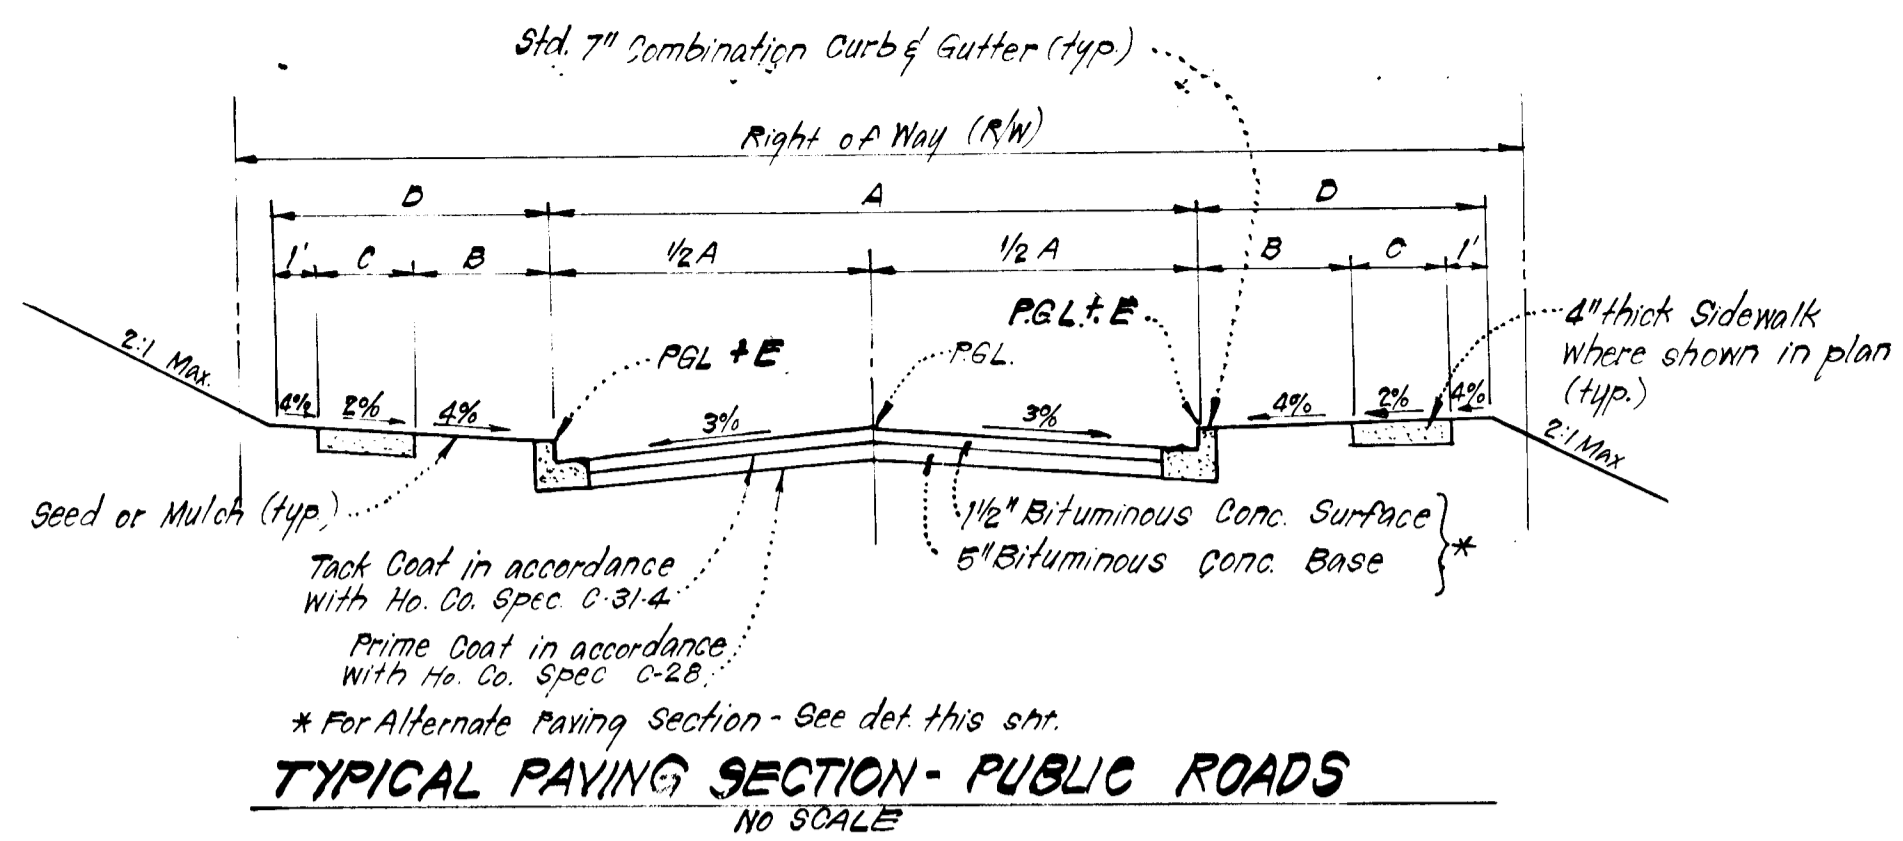 Std. 7" Combination Curb & Gutter (typ.)
Right of Way (R/W)
D A D
1' C B 1/2 A 1/2 A B C 1'
P.G.L. + E
4" thick Sidewalk
where shown in plan
(typ.)
2:1 Max.
PGL + E
PGL.
4% 2% 4% 3% 3% 4% 2% 4%
2:1 Max
Seed or Mulch (typ.)
1 1/2" Bituminous Conc. Surface
5" Bituminous Conc. Base
*
Tack Coat in accordance
with Ho. Co. Spec. C-31-4
Prime Coat in accordance
with Ho. Co. Spec C-28
* For Alternate Paving Section - See det. this sht.
TYPICAL PAVING SECTION - PUBLIC ROADS
NO SCALE